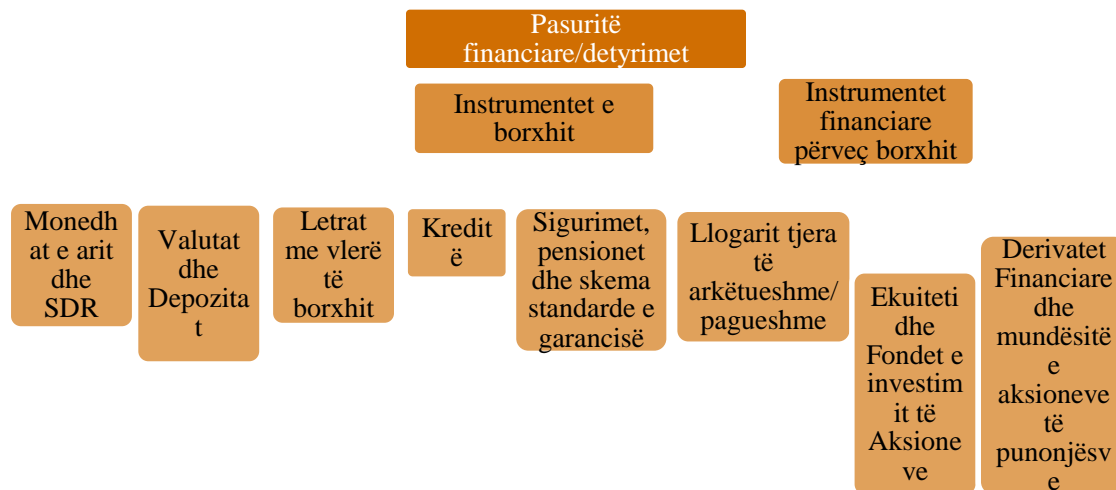 Pasuritë
financiare/detyrimet
Instrumentet e
borxhit
Instrumentet
financiare
përveç borxhit
Monedh
at e arit
dhe
SDR
Valutat
dhe
Depozita
t
Letrat
me vlerë
të
borxhit
Kredit
ë
Sigurimet,
pensionet
dhe skema
standarde e
garancisë
Llogarit tjera
të
arkëtueshme/
pagueshme
Ekuiteti
dhe
Fondet e
investim
it të
Aksione
ve
Derivatet
Financiare
dhe
mundësitë
e
aksioneve
të
punonjësv
e